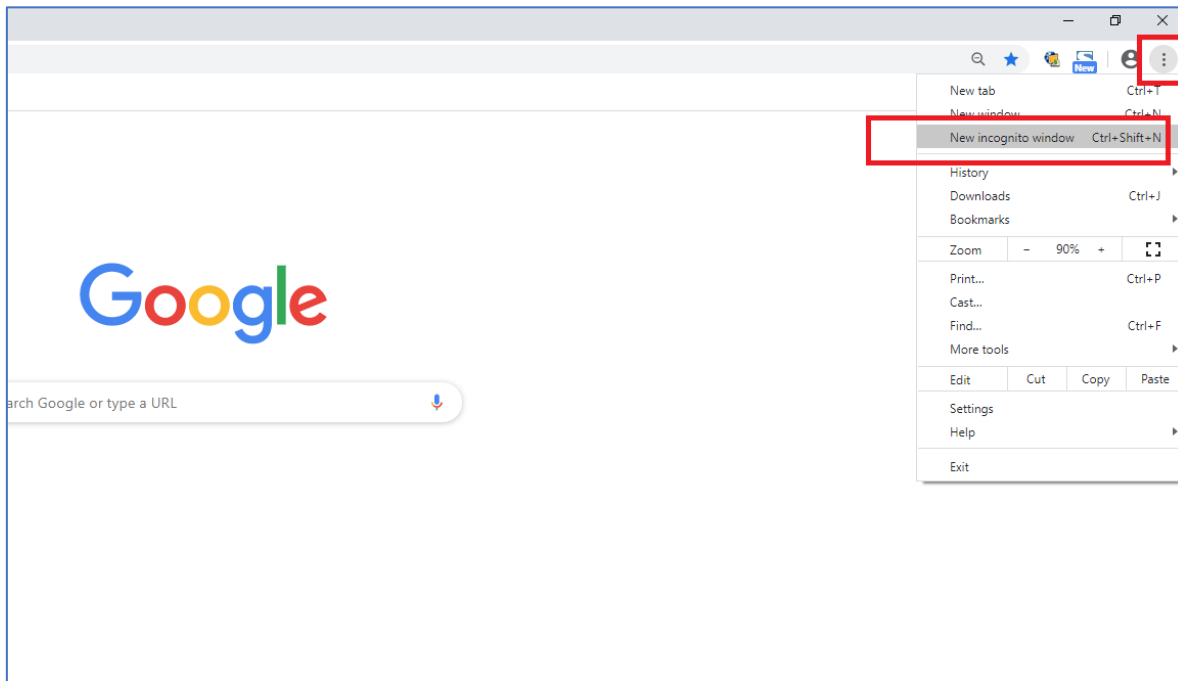 New
New tab Ctrl+T
New window Ctrl+N
New incognito window Ctrl+Shift+N
History
Downloads Ctrl+J
Bookmarks
Zoom - 90% +
Print... Ctrl+P
Cast...
Find... Ctrl+F
More tools
Edit Cut Copy Paste
Settings
Help
Exit
Google
arch Google or type a URL